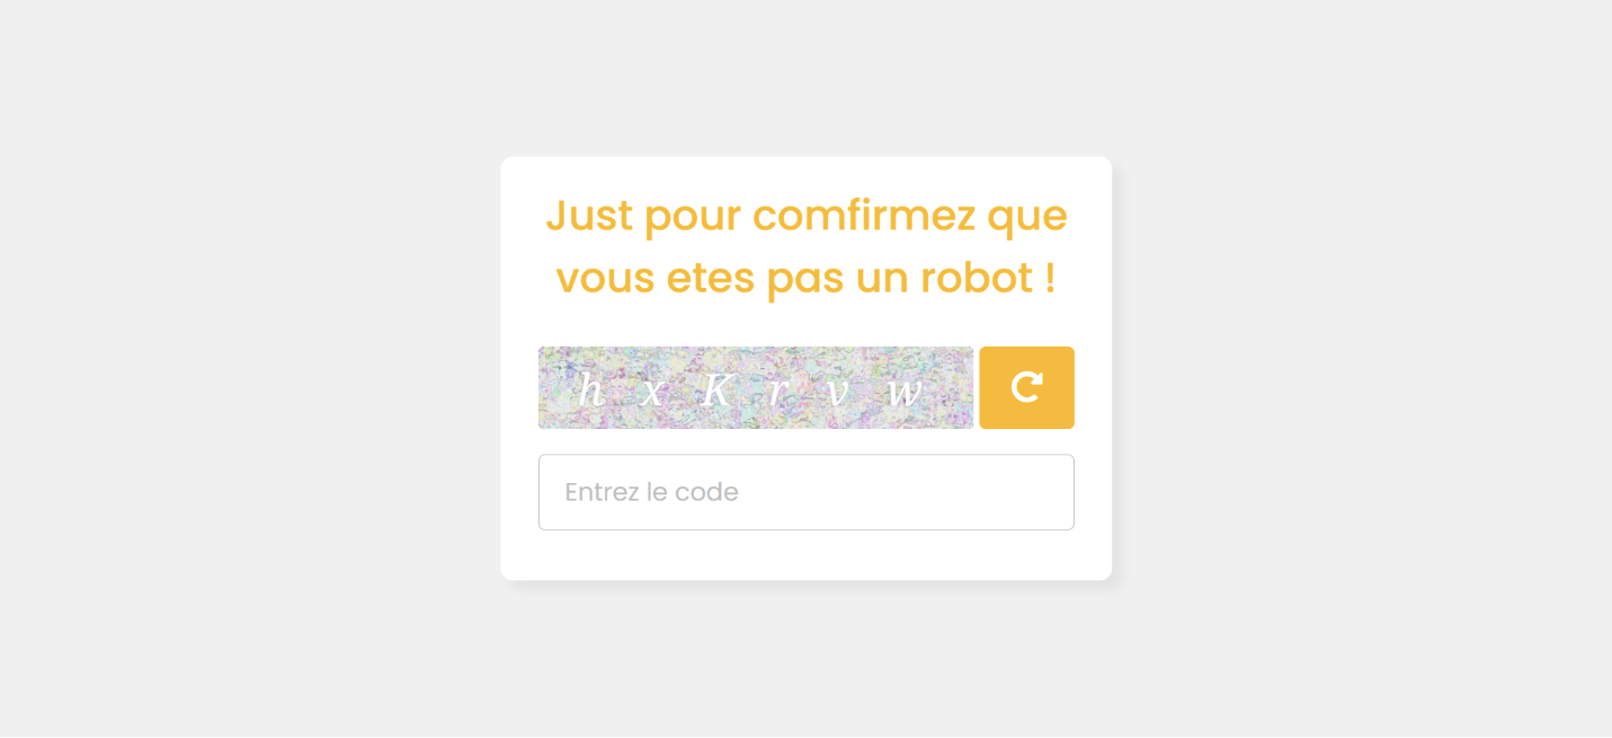 Just pour comfirmez que
vous etes pas un robot !
h x K r v w
Entrez le code